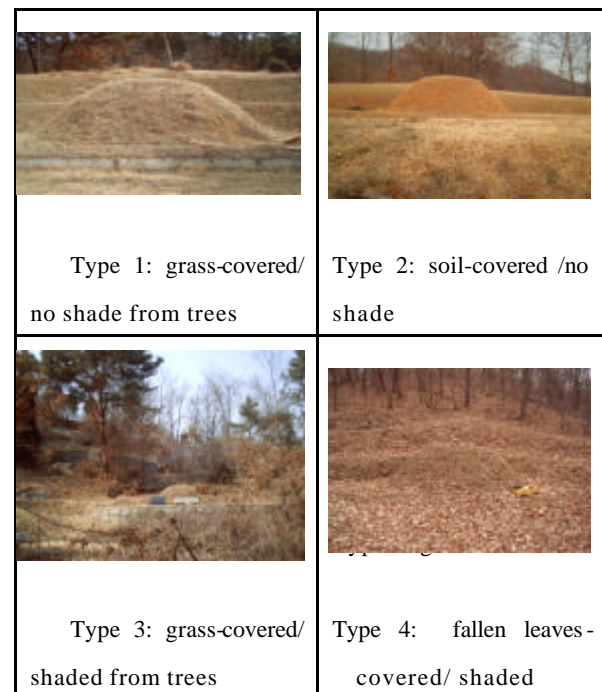 Type 1: grass-covered/
no shade from trees
Type 2: soil-covered /no
shade
Type 3: grass-covered/
shaded from trees
Type 4: fallen leaves-
covered/ shaded